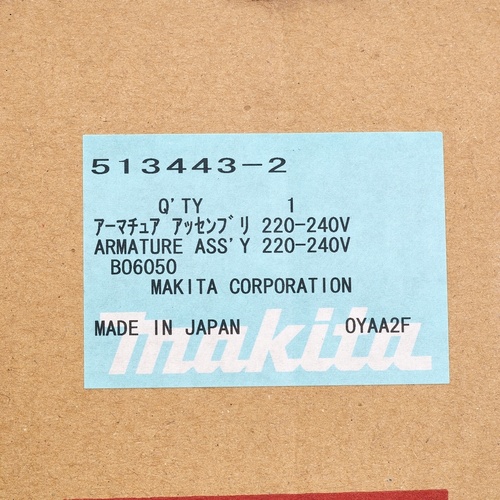 513443-2
Q'TY 1
ｱｰﾏﾁｭｱ ｱｯｾﾝﾌﾞﾘ 220-240V
ARMATURE ASS'Y 220-240V
BO6050
MAKITA CORPORATION
MADE IN JAPAN OYAA2F
makita